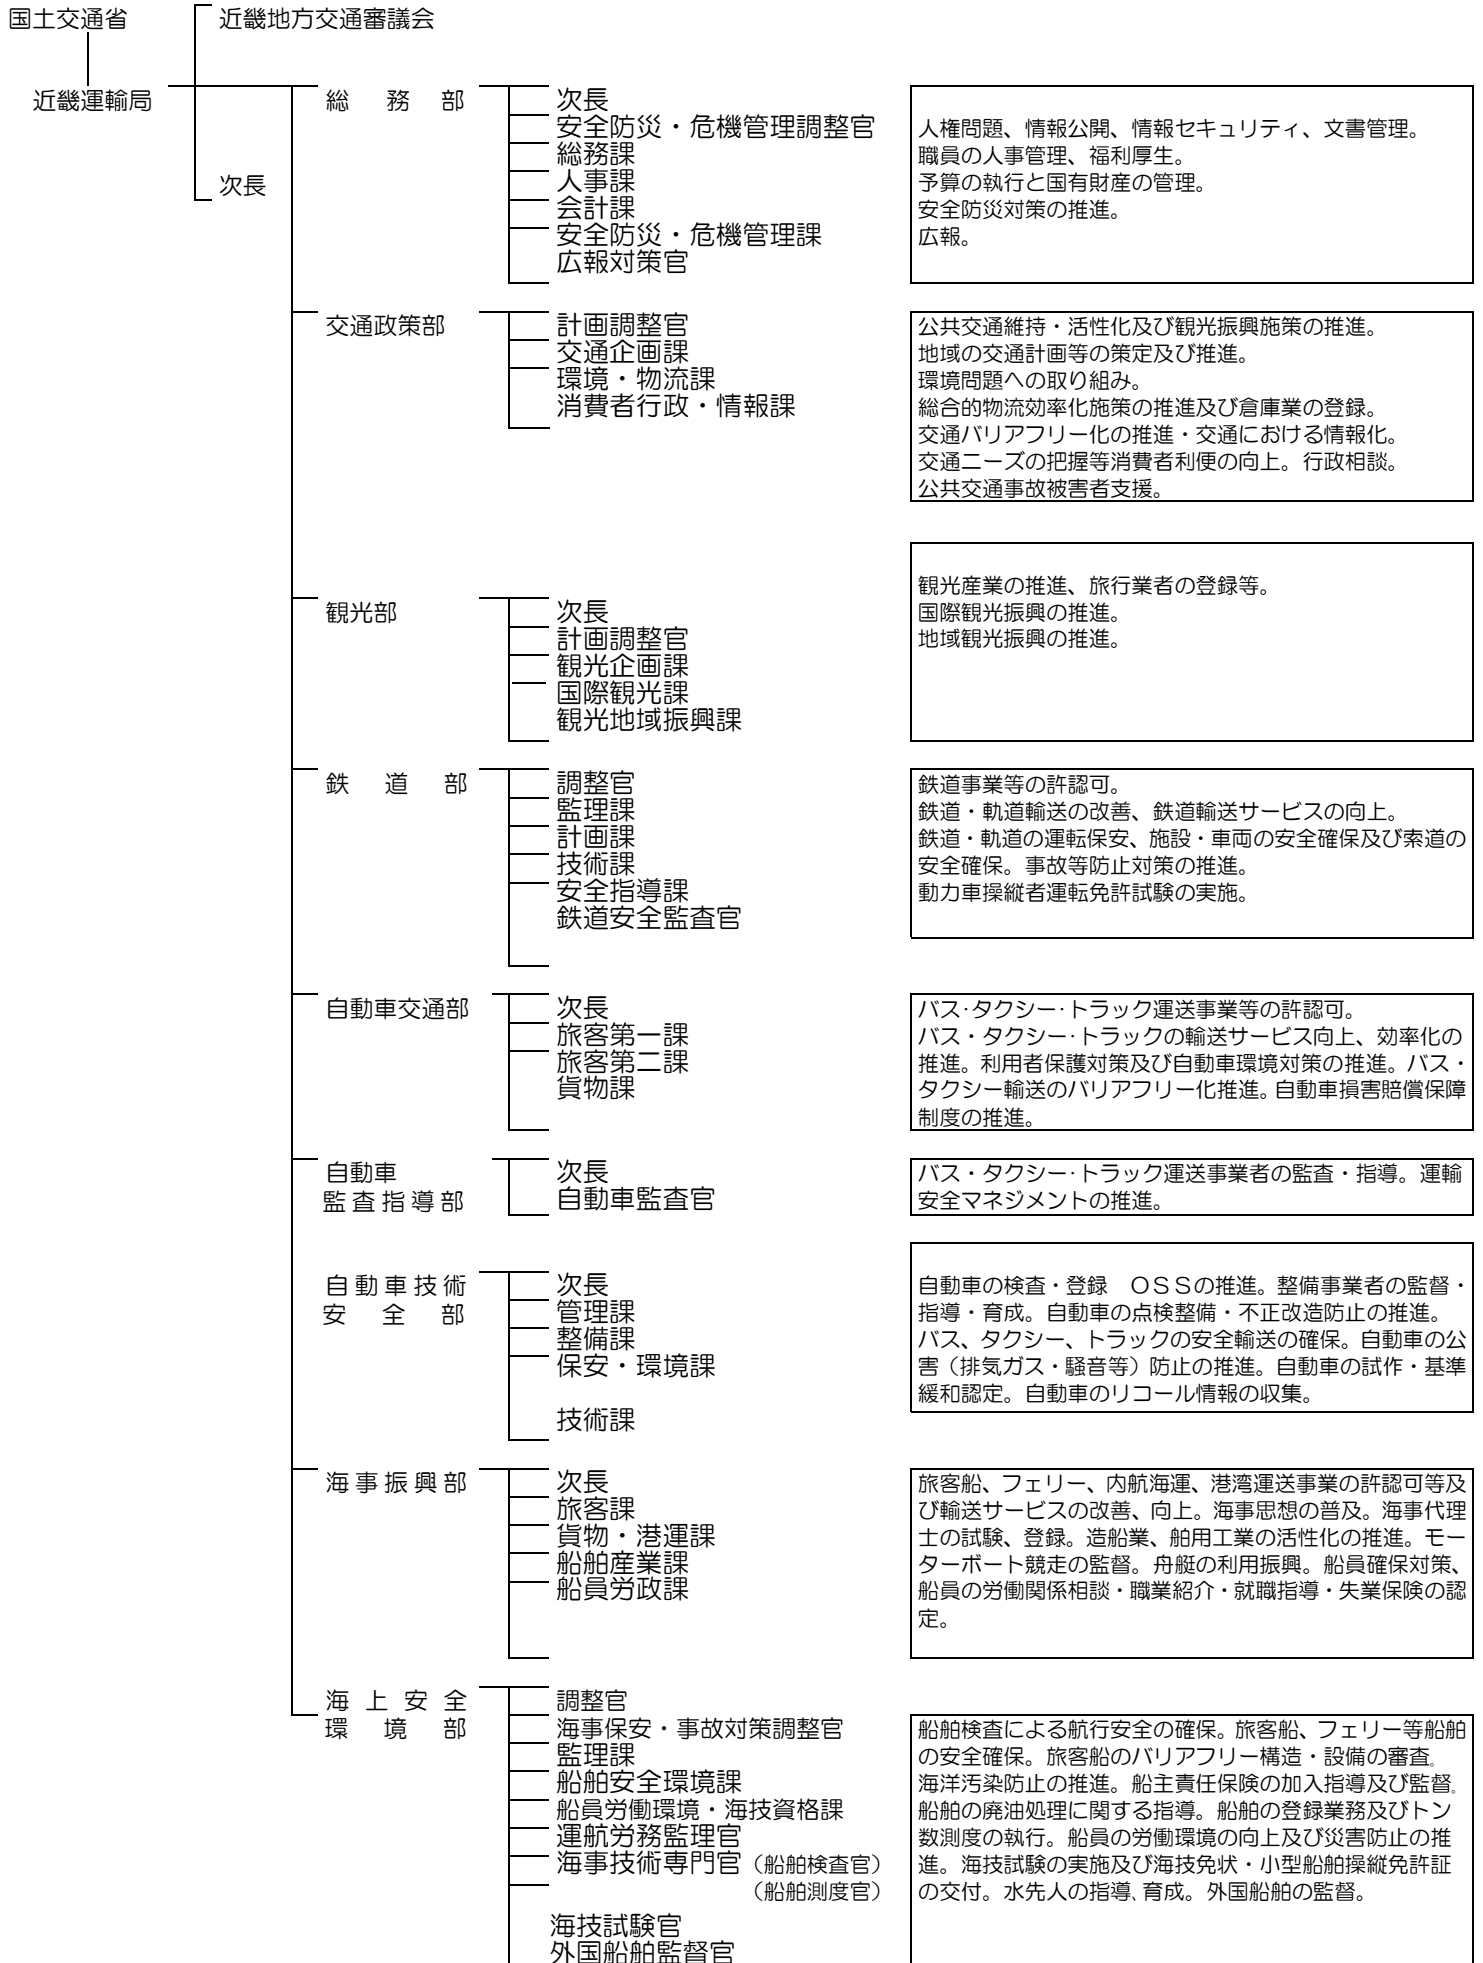 国土交通省
近畿地方交通審議会
近畿運輸局
次長
総務部
次長
安全防災・危機管理調整官
総務課
人事課
会計課
安全防災・危機管理課
広報対策官
人権問題、情報公開、情報セキュリティ、文書管理。
職員の人事管理、福利厚生。
予算の執行と国有財産の管理。
安全防災対策の推進。
広報。
交通政策部
計画調整官
交通企画課
環境・物流課
消費者行政・情報課
公共交通維持・活性化及び観光振興施策の推進。
地域の交通計画等の策定及び推進。
環境問題への取り組み。
総合的物流効率化施策の推進及び倉庫業の登録。
交通バリアフリー化の推進・交通における情報化。
交通ニーズの把握等消費者利便の向上。行政相談。
公共交通事故被害者支援。
観光部
次長
計画調整官
観光企画課
国際観光課
観光地域振興課
観光産業の推進、旅行業者の登録等。
国際観光振興の推進。
地域観光振興の推進。
鉄道部
調整官
監理課
計画課
技術課
安全指導課
鉄道安全監査官
鉄道事業等の許認可。
鉄道・軌道輸送の改善、鉄道輸送サービスの向上。
鉄道・軌道の運転保安、施設・車両の安全確保及び索道の
安全確保。事故等防止対策の推進。
動力車操縦者運転免許試験の実施。
自動車交通部
次長
旅客第一課
旅客第二課
貨物課
バス・タクシー・トラック運送事業等の許認可。
バス・タクシー・トラックの輸送サービス向上、効率化の
推進。利用者保護対策及び自動車環境対策の推進。バス・
タクシー輸送のバリアフリー化推進。自動車損害賠償保障
制度の推進。
自動車
監査指導部
次長
自動車監査官
バス・タクシー・トラック運送事業者の監査・指導。運輸
安全マネジメントの推進。
自動車技術
安全部
次長
管理課
整備課
保安・環境課
技術課
自動車の検査・登録　ＯＳＳの推進。整備事業者の監督・
指導・育成。自動車の点検整備・不正改造防止の推進。
バス、タクシー、トラックの安全輸送の確保。自動車の公
害（排気ガス・騒音等）防止の推進。自動車の試作・基準
緩和認定。自動車のリコール情報の収集。
海事振興部
次長
旅客課
貨物・港運課
船舶産業課
船員労政課
旅客船、フェリー、内航海運、港湾運送事業の許認可等及
び輸送サービスの改善、向上。海事思想の普及。海事代理
士の試験、登録。造船業、舶用工業の活性化の推進。モー
ターボート競走の監督。舟艇の利用振興。船員確保対策、
船員の労働関係相談・職業紹介・就職指導・失業保険の認
定。
海上安全
環境部
調整官
海事保安・事故対策調整官
監理課
船舶安全環境課
船員労働環境・海技資格課
運航労務監理官
海事技術専門官（船舶検査官）
（船舶測度官）
海技試験官
外国船舶監督官
船舶検査による航行安全の確保。旅客船、フェリー等船舶
の安全確保。旅客船のバリアフリー構造・設備の審査。
海洋汚染防止の推進。船主責任保険の加入指導及び監督。
船舶の廃油処理に関する指導。船舶の登録業務及びトン
数測度の執行。船員の労働環境の向上及び災害防止の推
進。海技試験の実施及び海技免状・小型船舶操縦免許証
の交付。水先人の指導、育成。外国船舶の監督。